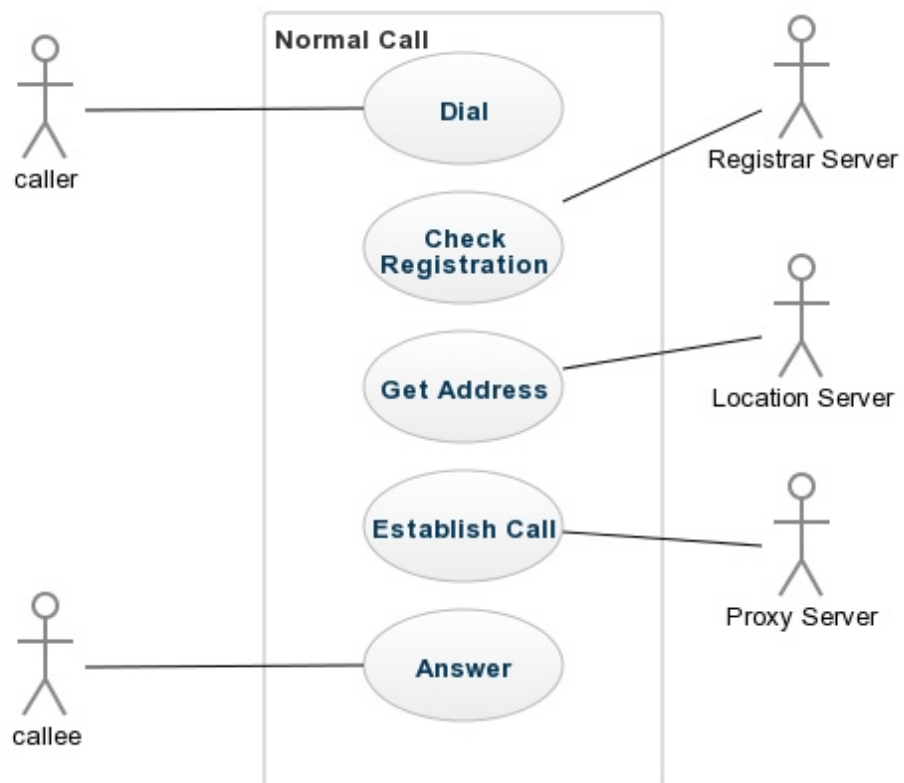 Normal Call
Dial
caller
Registrar Server
Check
Registration
Get Address
Location Server
Establish Call
Proxy Server
Answer
callee